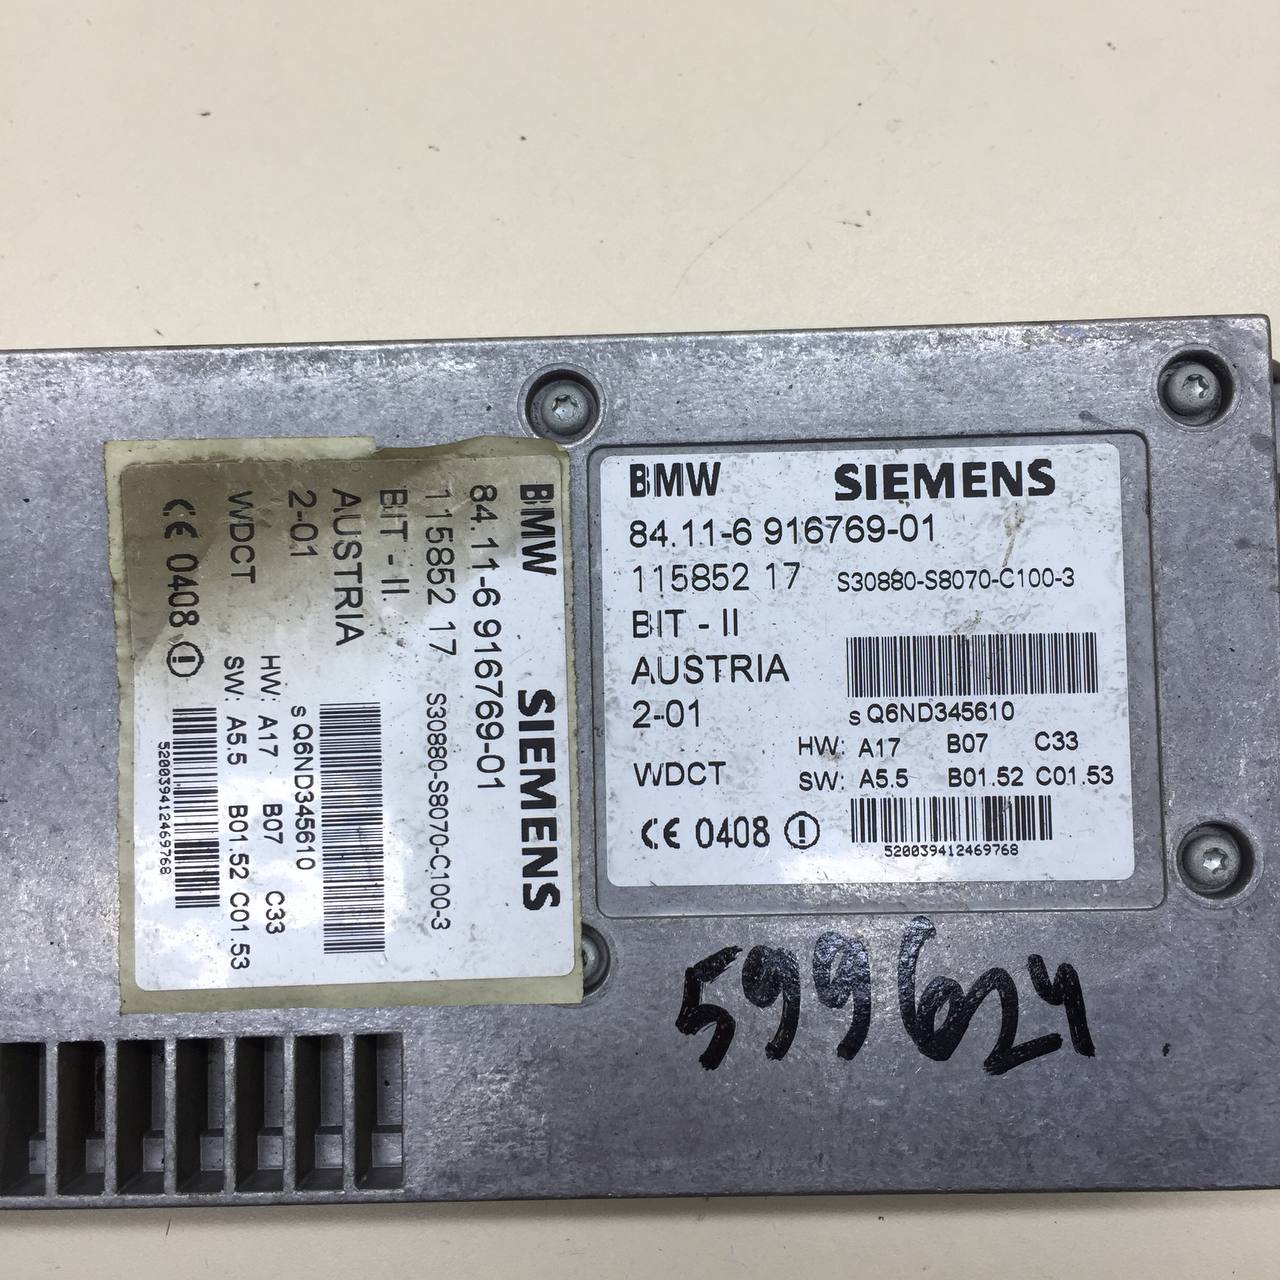 BMW SIEMENS
84.11-6 916769-01
115852 17 S30880-S8070-C100-3
BIT - II
AUSTRIA
2-01
s Q6ND345610
HW: A17 B07 C33
WDCT SW: A5.5 B01.52 C01.53
CE 0408
520039412469768
BMW SIEMENS
84.11-6 916769-01
115852 17 S30880-S8070-C100-3
BIT - II
AUSTRIA
2-01
s Q6ND345610
HW: A17 B07 C33
WDCT SW: A5.5 B01.52 C01.53
CE 0408
520039412469768
599624